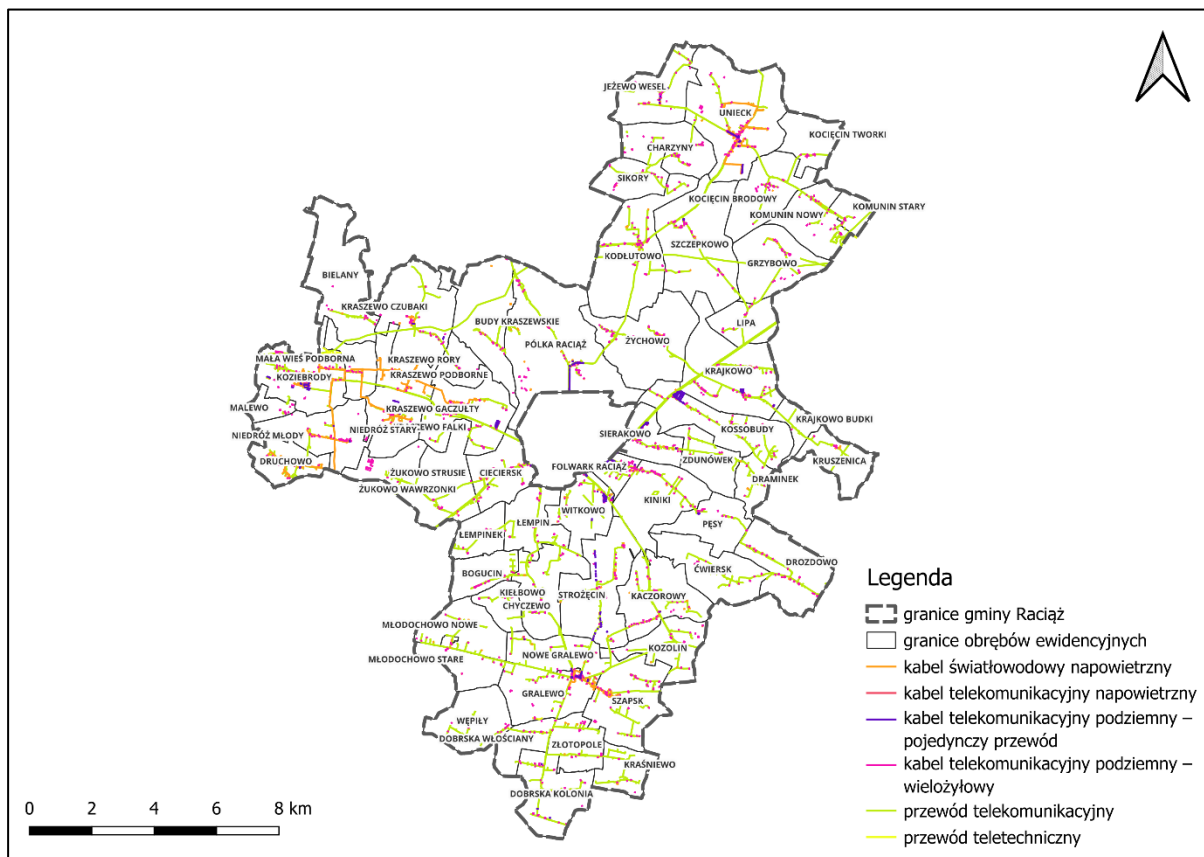 JEŻEWO WESEL
UNIECK
KOCIĘCIN TWORKI
CHARZYNY
SIKORY
KOCIĘCIN BRODOWY
KOMUNIN STARY
KOMUNIN NOWY
SZCZEPKOWO
KODŁUTOWO
GRZYBOWO
BIELANY
KRASZEWO CZUBAKI
BUDY KRASZEWSKIE
LIPA
PÓLKA RACIĄŻ
ŻYCHOWO
MAŁA WIEŚ PODBORNA
KRASZEWO RORY
KRAJKOWO
KOZIEBRODY
KRASZEWO PODBORNE
MALEWO
KRASZEWO GACZUŁTY
KRAJKOWO BUDKI
NIEDRÓŻ MŁODY
NIEDRÓŻ STARY
ZEWO FALKI
SIERAKOWO
KOSSOBUDY
KRUSZENICA
DRUCHOWO
ZDUNÓWEK
ŻUKOWO STRUSIE
CIECIERSK
FOLWARK RACIĄŻ
DRAMINEK
ŻUKOWO WAWRZONKI
KINIKI
WITKOWO
ŁEMPIN
PĘSY
ŁEMPINEK
DROZDOWO
ĆWIERSK
BOGUCIN
KIEŁBOWO
STROŻĘCIN
KACZOROWY
CHYCZEWO
MŁODOCHOWO NOWE
KOZOLIN
NOWE GRALEWO
MŁODOCHOWO STARE
GRALEWO
SZAPSK
WĘPIŁY
DOBRSKA WŁOŚCIANY
ZŁOTOPOLE
KRAŚNIEWO
DOBRSKA KOLONIA
Legenda
granice gminy Raciąż
granice obrębów ewidencyjnych
kabel światłowodowy napowietrzny
kabel telekomunikacyjny napowietrzny
kabel telekomunikacyjny podziemny –
pojedynczy przewód
kabel telekomunikacyjny podziemny –
wielożyłowy
przewód telekomunikacyjny
przewód teletechniczny
0 2 4 6 8 km